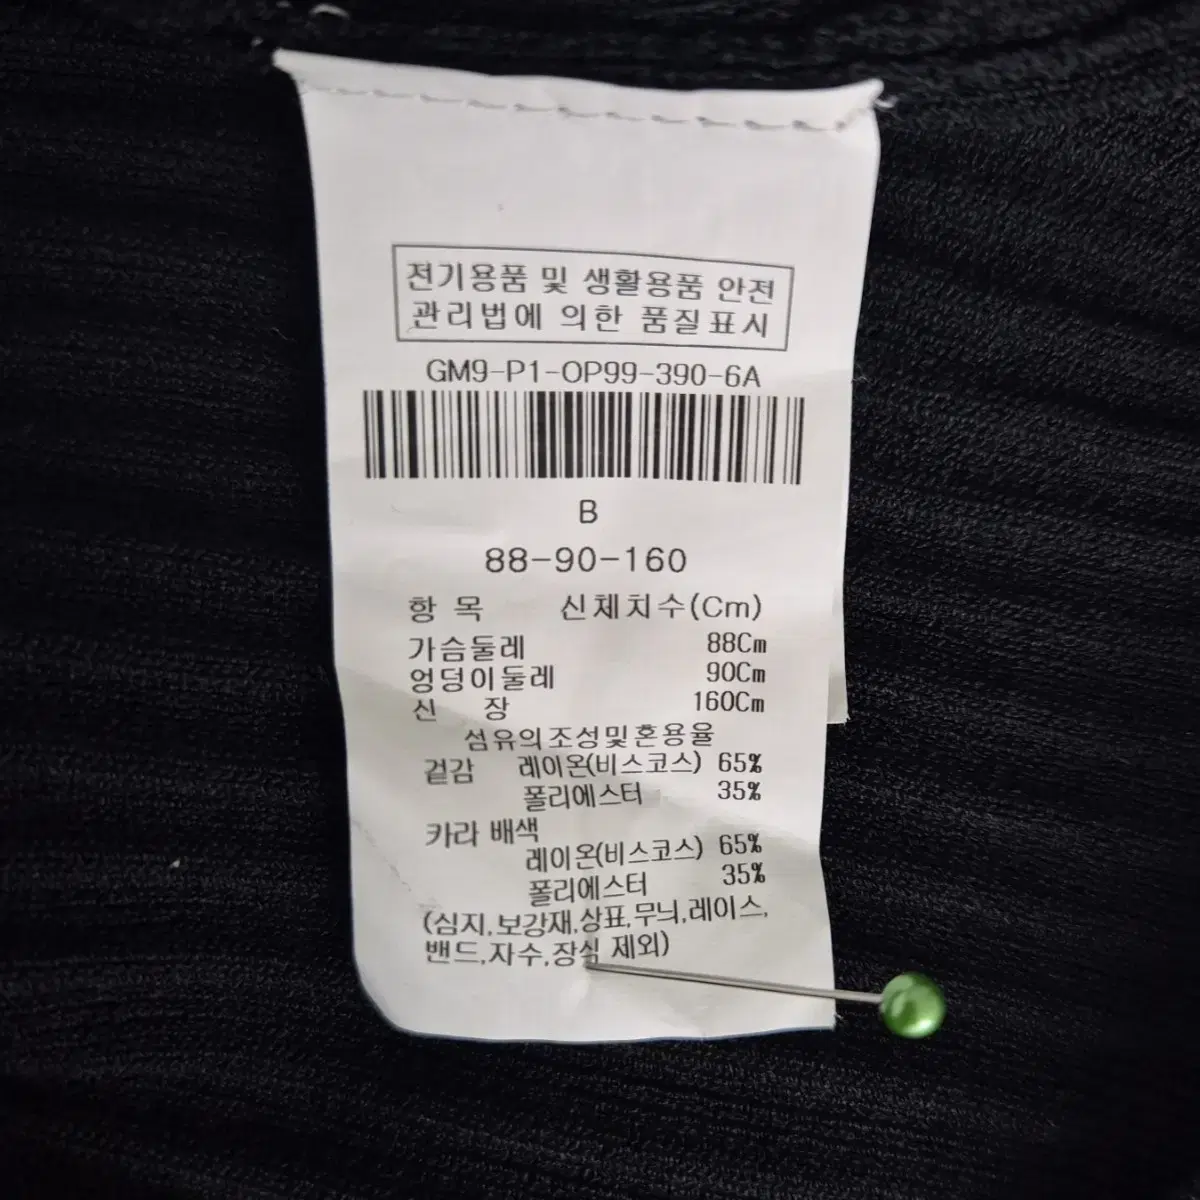 전기용품 및 생활용품 안전
관리법에 의한 품질표시
GM9-P1-OP99-390-6A
B
88-90-160
항 목 신체치수(Cm)
가슴둘레 88Cm
엉덩이둘레 90Cm
신 장 160Cm
섬유의조성및혼용율
겉감 레이온(비스코스) 65%
폴리에스터 35%
카라 배색
레이온(비스코스) 65%
폴리에스터 35%
(심지,보강재,상표,무늬,레이스,
밴드,자수,장식 제외)